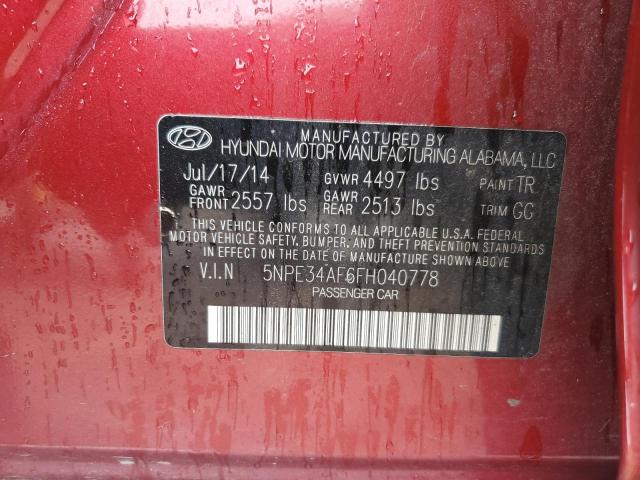 MANUFACTURED BY
HYUNDAI MOTOR MANUFACTURING ALABAMA, LLC
Jul/17/14 GVWR 4497 lbs PAINT TR
GAWR FRONT 2557 lbs GAWR REAR 2513 lbs TRIM GG
THIS VEHICLE CONFORMS TO ALL APPLICABLE U.S.A. FEDERAL
MOTOR VEHICLE SAFETY, BUMPER, AND THEFT PREVENTION STANDARDS
IN EFFECT ON THE DATE OF MANUFACTURE SHOWN ABOVE.
V.I.N 5NPE34AF6FH040778
PASSENGER CAR